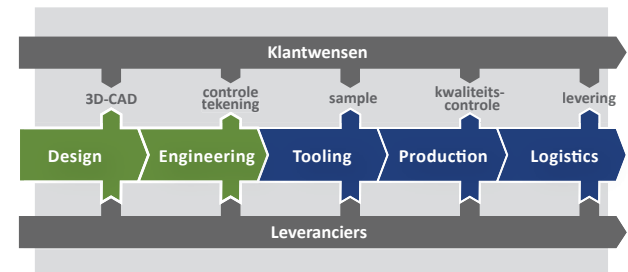 Klantwensen
3D-CAD
controle
tekening
sample
kwaliteits-
controle
levering
Design
Engineering
Tooling
Production
Logistics
Leveranciers